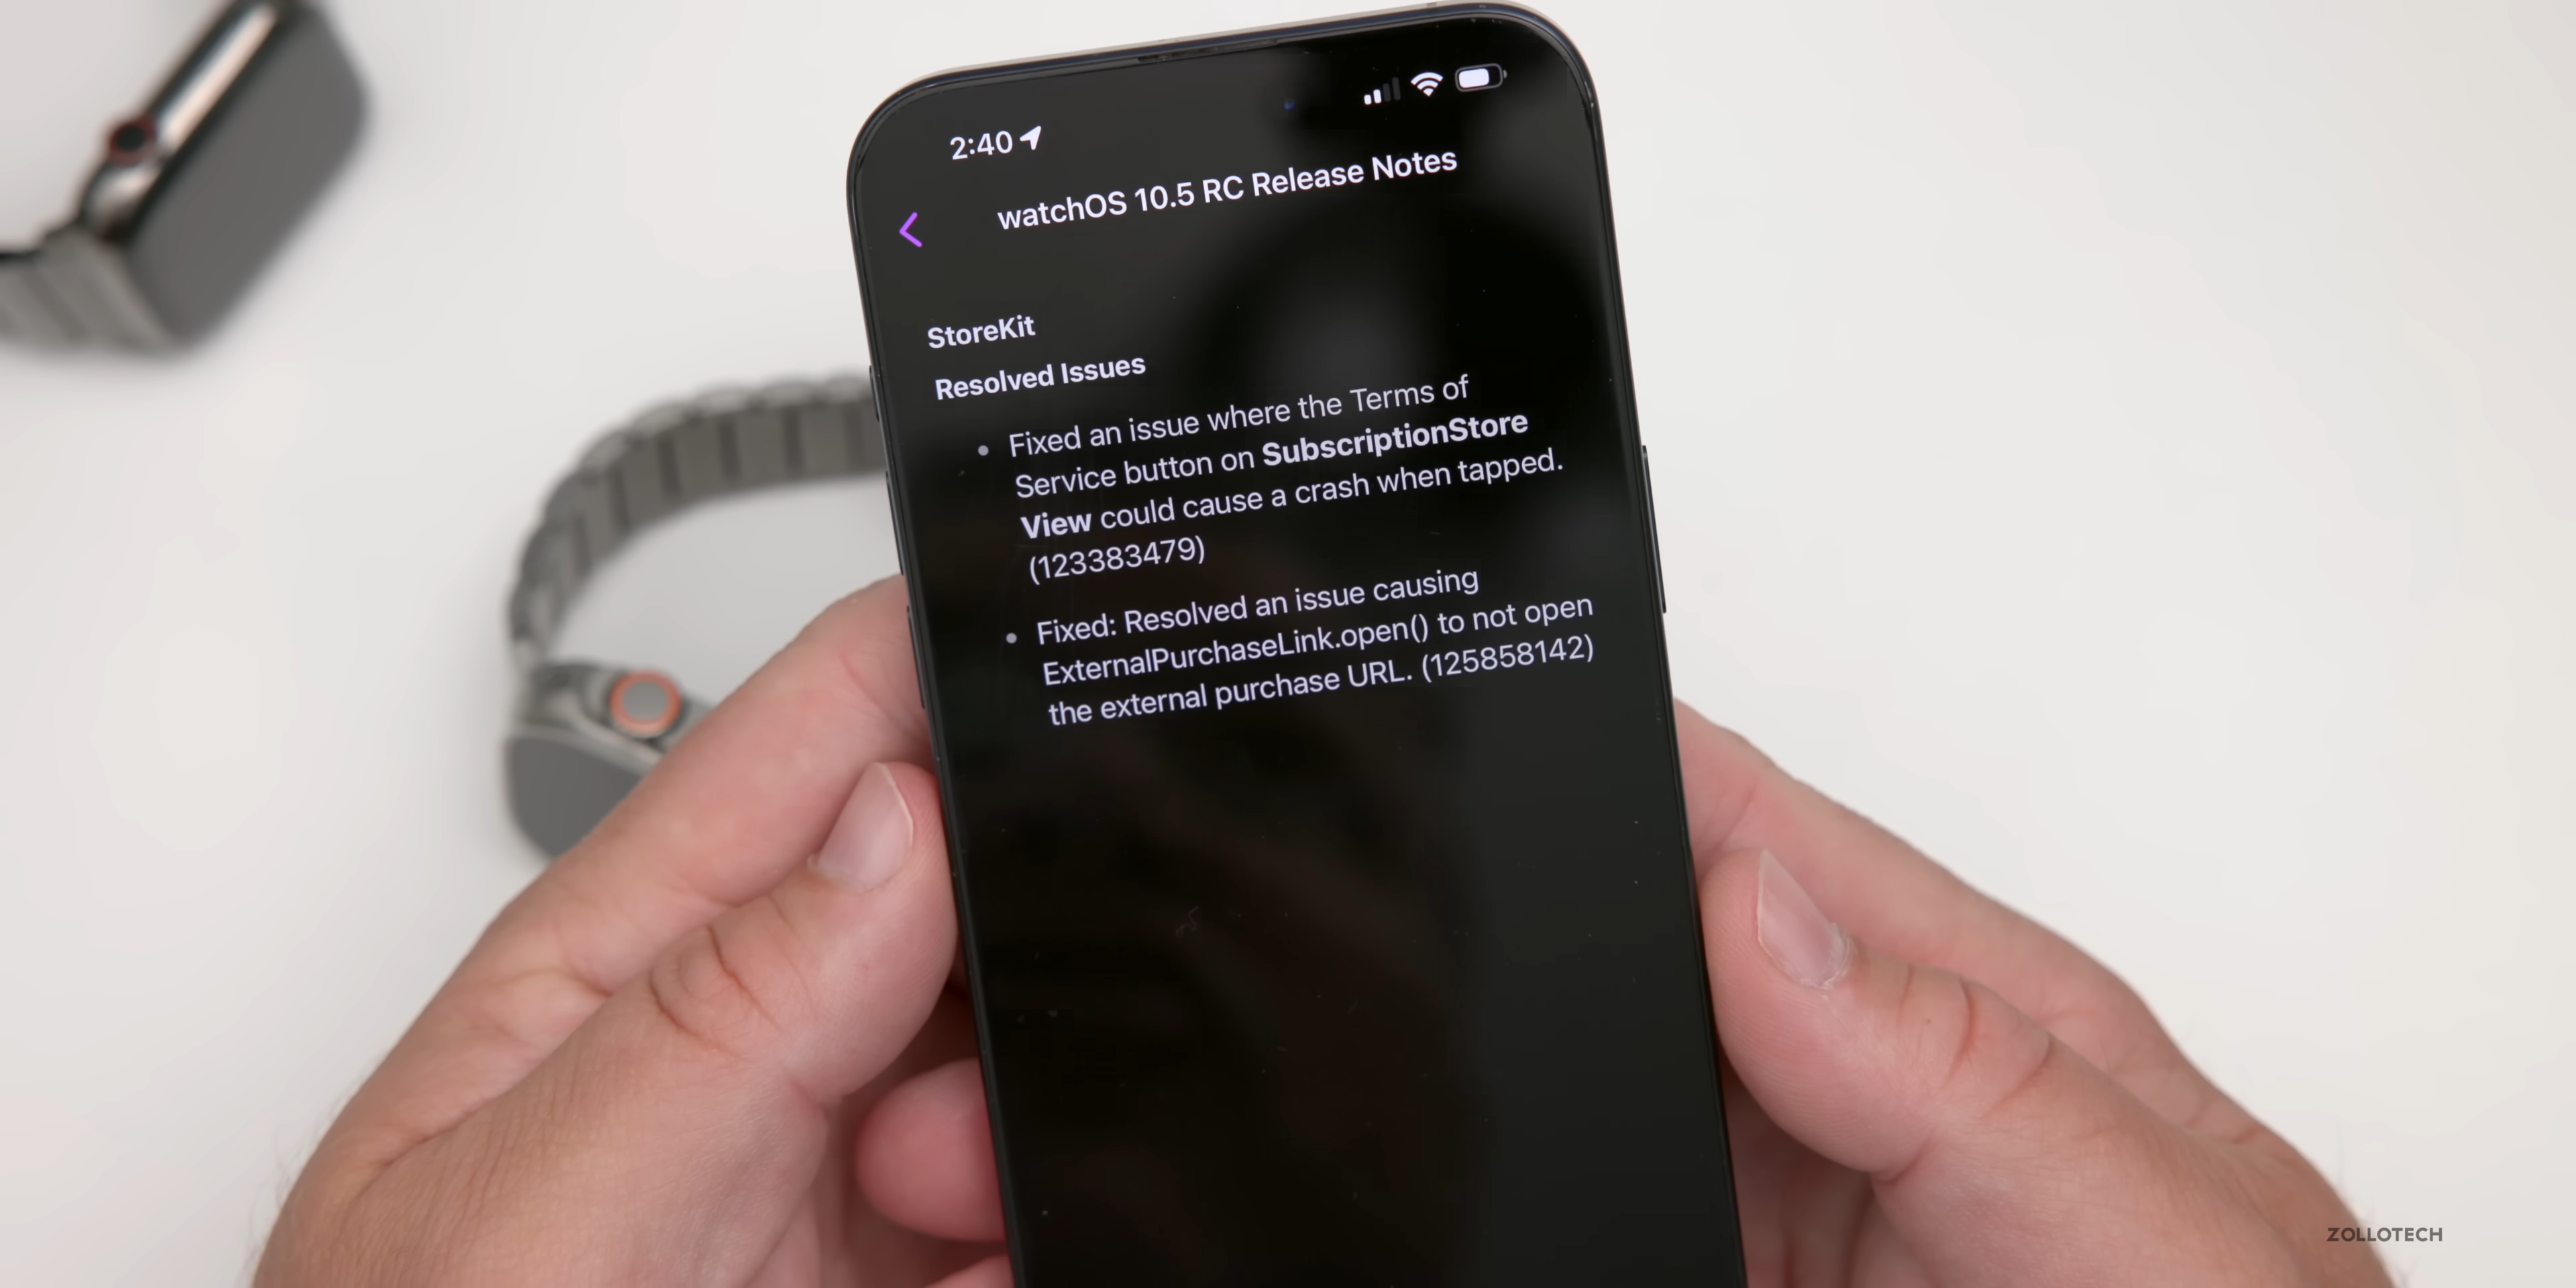 2:40
watchOS 10.5 RC Release Notes
StoreKit
Resolved Issues
• Fixed an issue where the Terms of
Service button on SubscriptionStore
View could cause a crash when tapped.
(123383479)
• Fixed: Resolved an issue causing
ExternalPurchaseLink.open() to not open
the external purchase URL. (125858142)
ZOLLOTECH